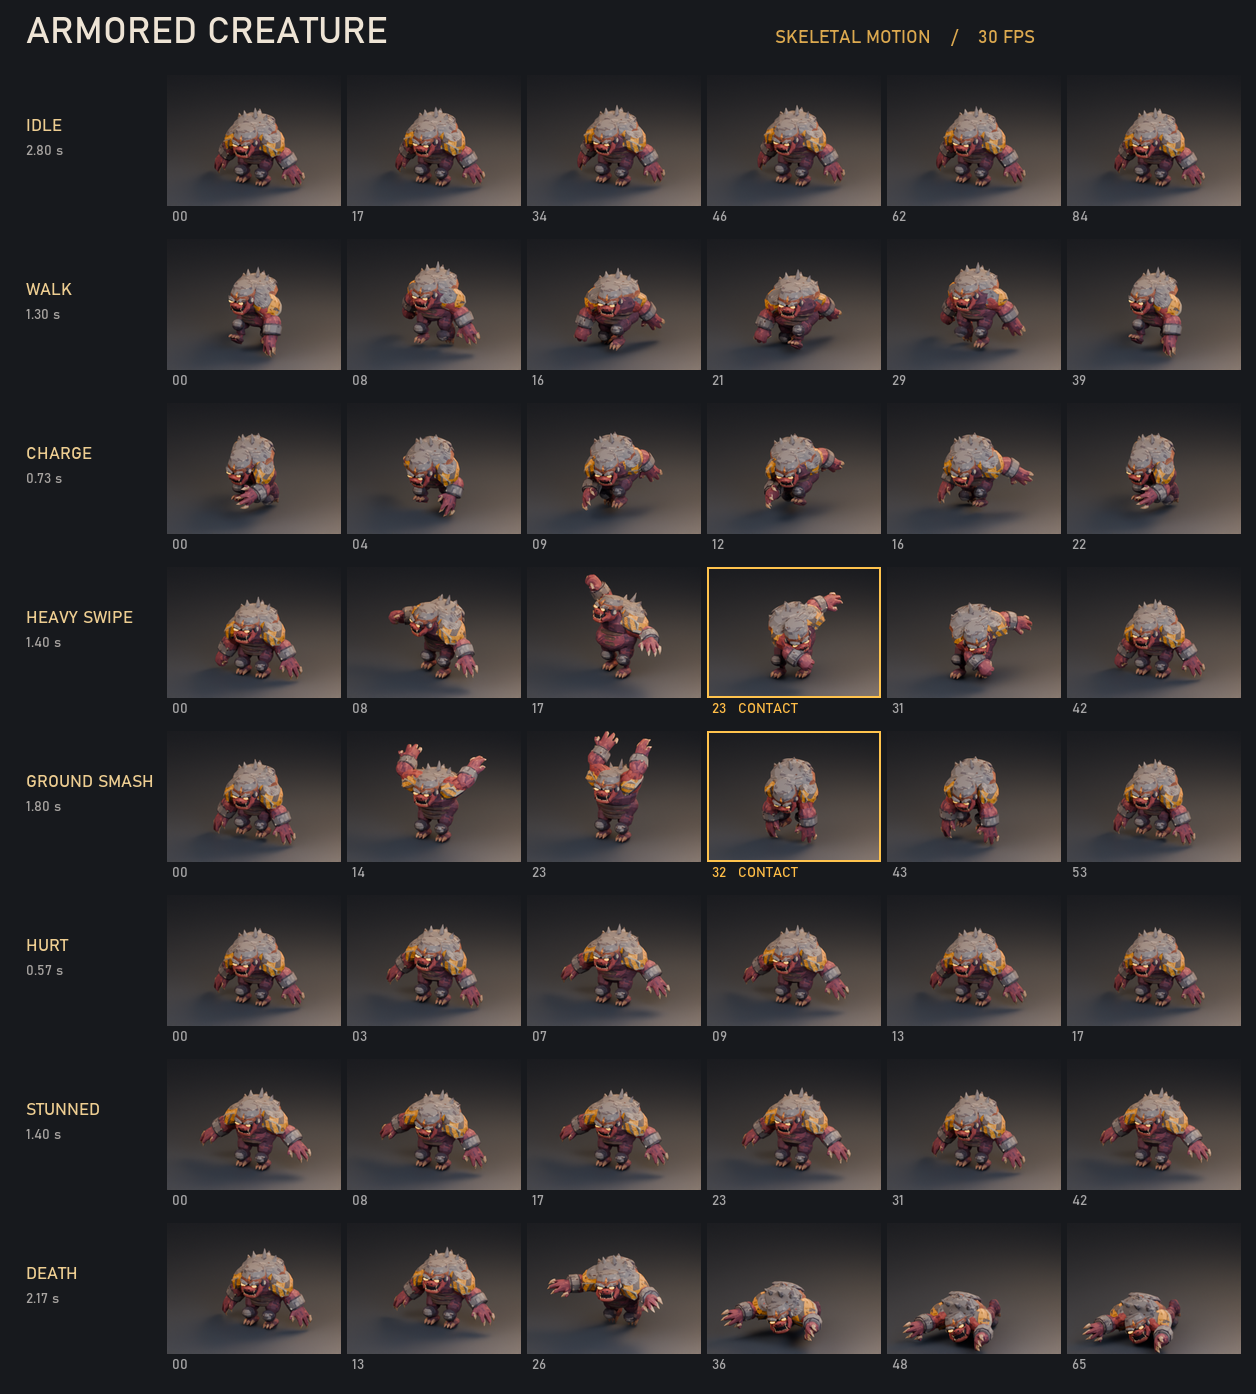 ARMORED CREATURE
SKELETAL MOTION / 30 FPS
IDLE
2.80 s
00 17 34 46 62 84
WALK
1.30 s
00 08 16 21 29 39
CHARGE
0.73 s
00 04 09 12 16 22
HEAVY SWIPE
1.40 s
00 08 17 23 CONTACT 31 42
GROUND SMASH
1.80 s
00 14 23 32 CONTACT 43 53
HURT
0.57 s
00 03 07 09 13 17
STUNNED
1.40 s
00 08 17 23 31 42
DEATH
2.17 s
00 13 26 36 48 65